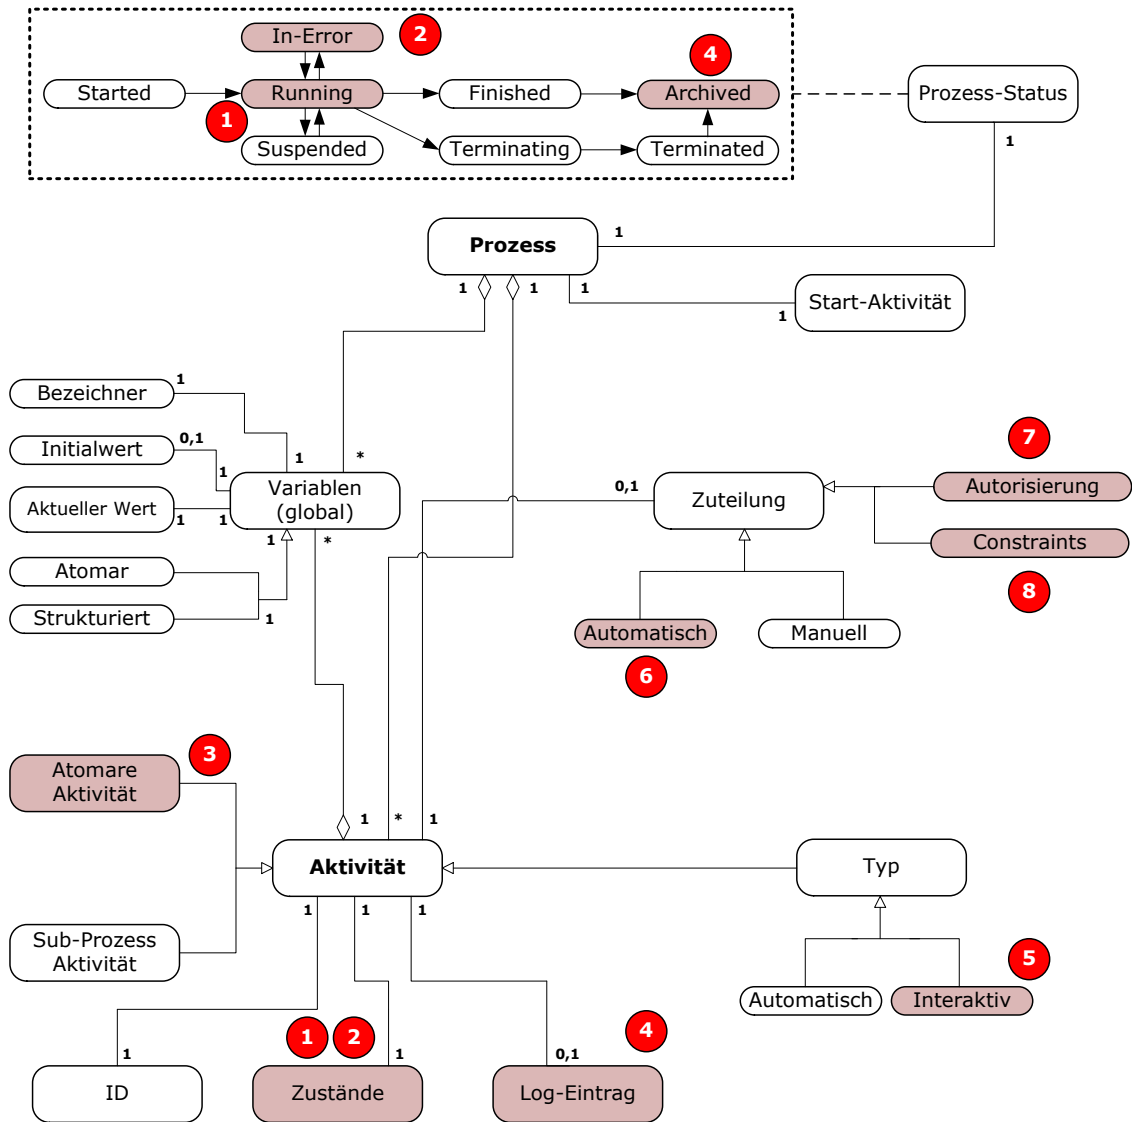 In-Error
2
4
Started
Running
Finished
Archived
Prozess-Status
1
Suspended
Terminating
Terminated
1
Prozess
1
1
1
1
Start-Aktivität
1
Bezeichner
1
Initialwert
0,1
1
1
*
Variablen
(global)
Aktueller Wert
1
1
1
*
Atomar
Strukturiert
1
7
0,1
Zuteilung
Autorisierung
Constraints
8
Automatisch
Manuell
6
3
Atomare
Aktivität
1
*
1
Aktivität
Typ
Sub-Prozess
Aktivität
1
1
1
5
Automatisch
Interaktiv
1
2
4
1
1
0,1
ID
Zustände
Log-Eintrag